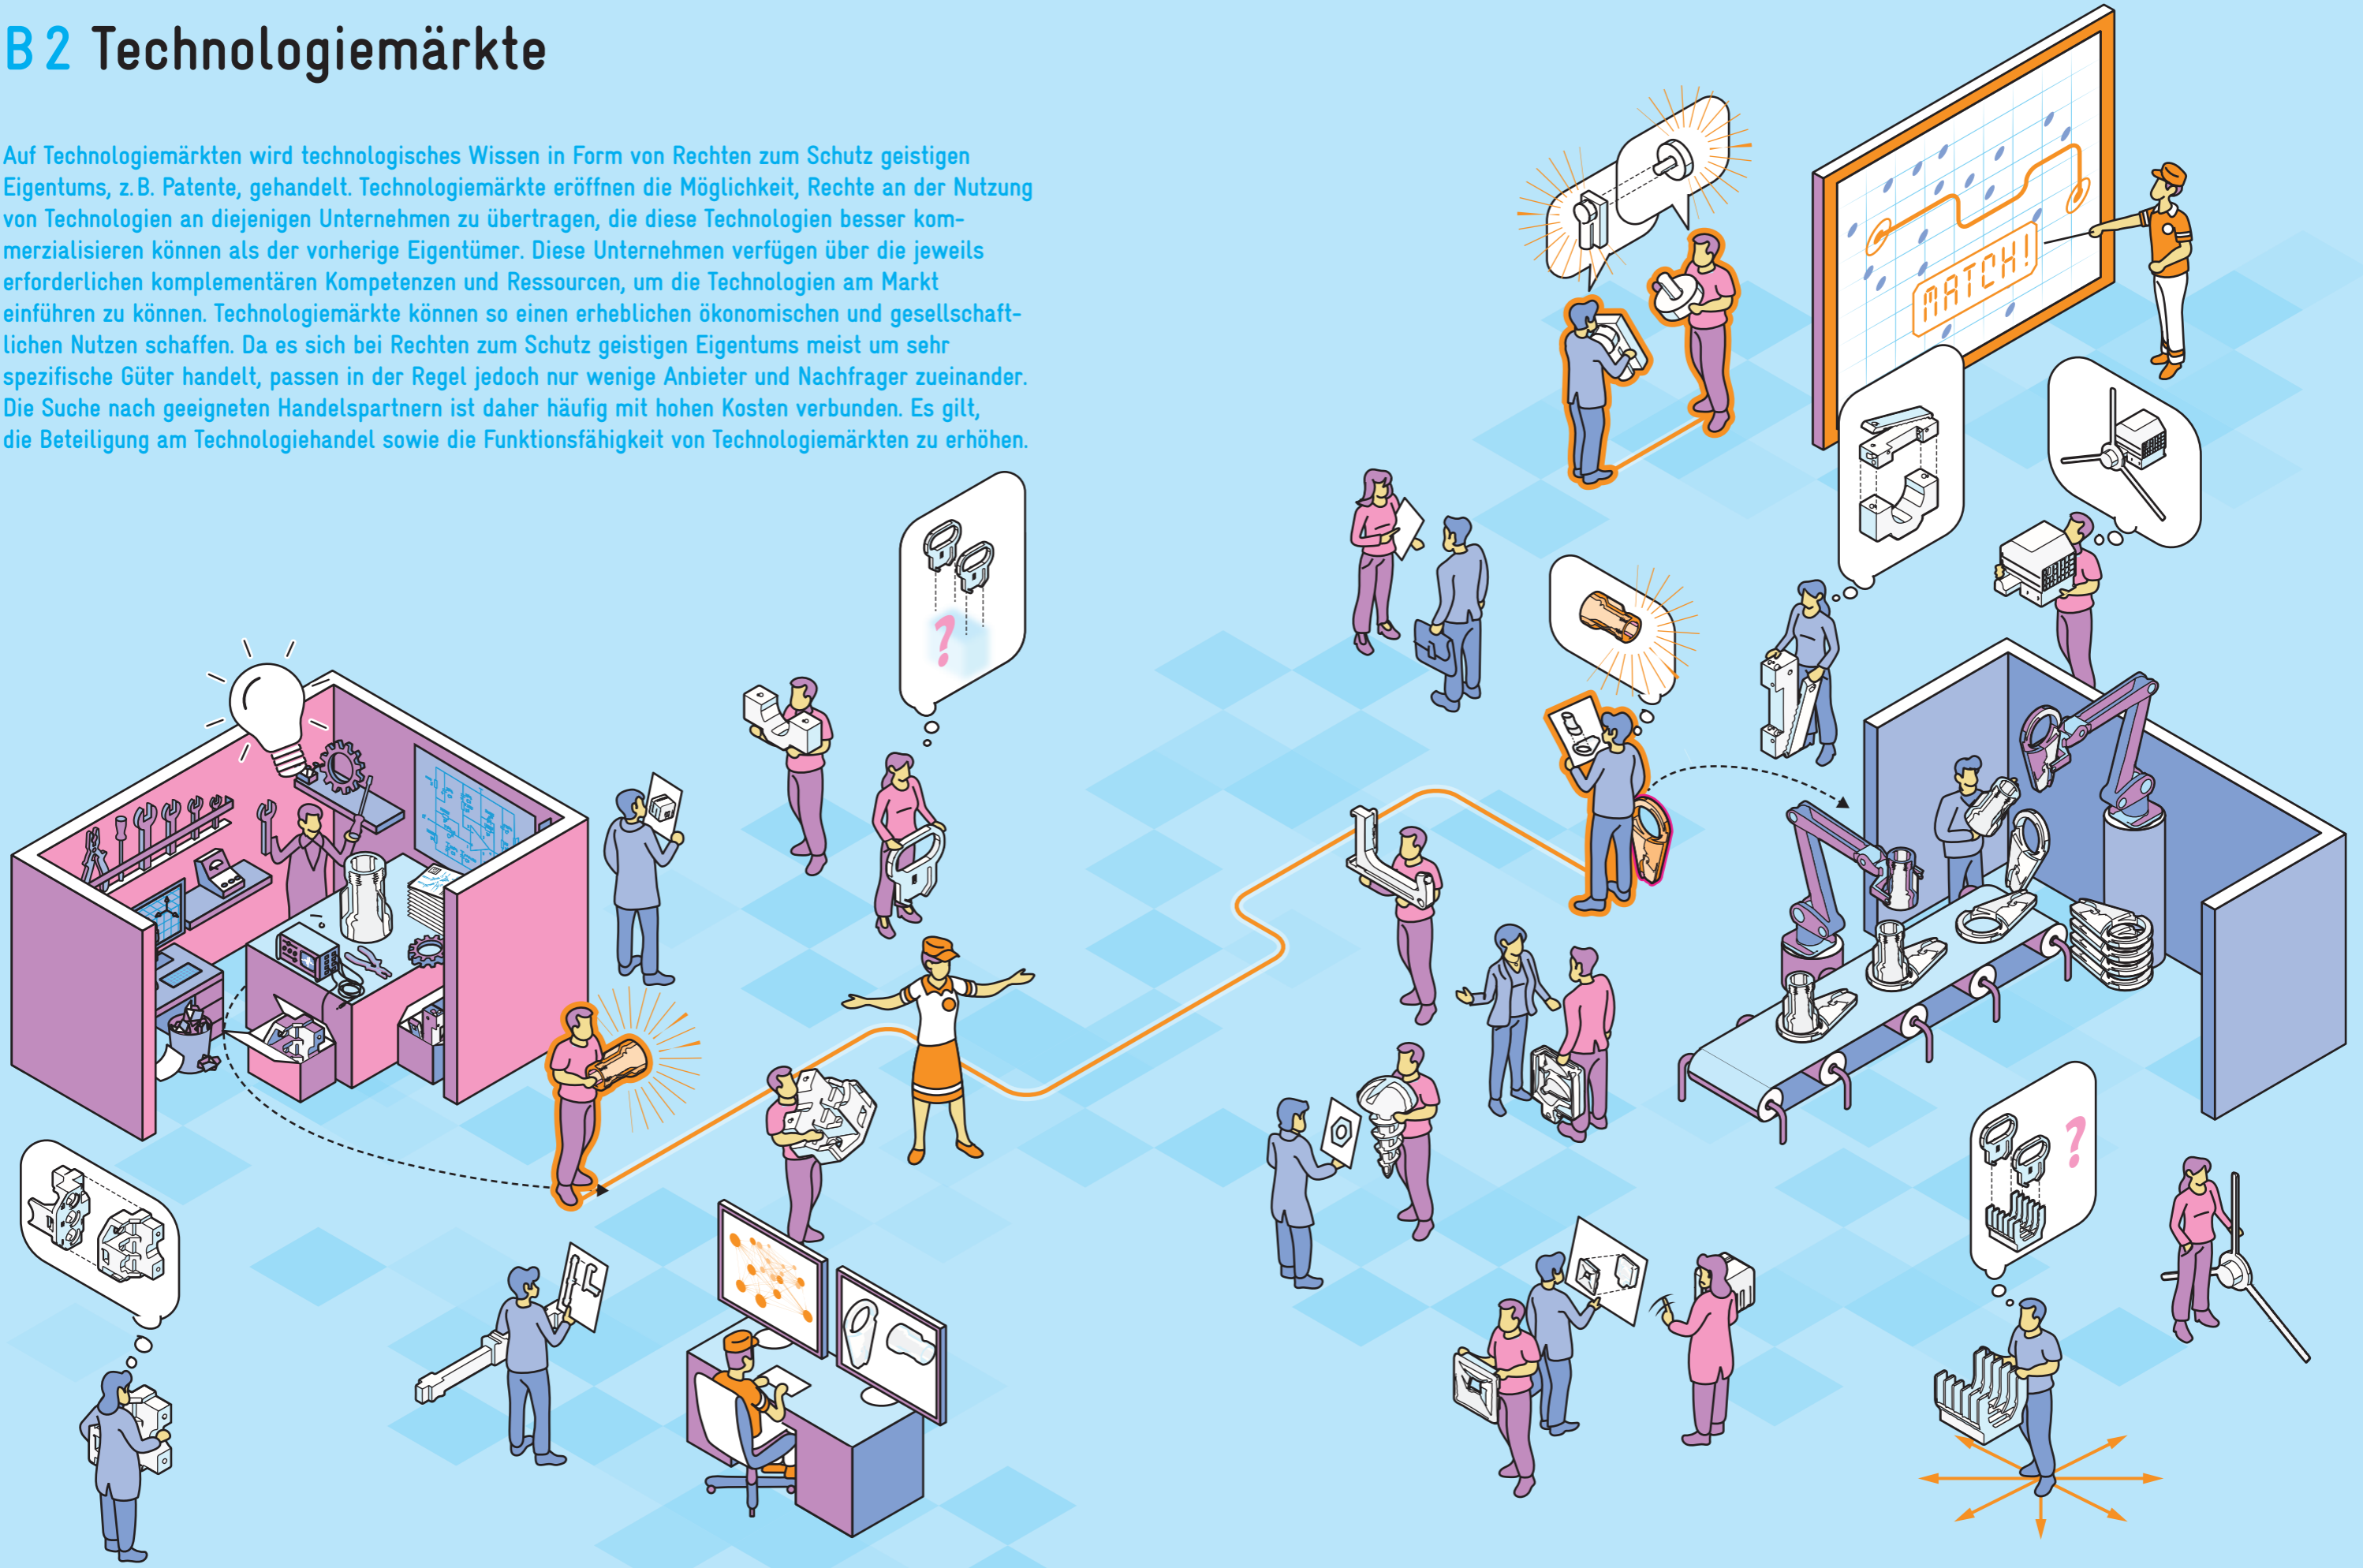 B 2 Technologiemärkte
Auf Technologiemärkten wird technologisches Wissen in Form von Rechten zum Schutz geistigen
Eigentums, z. B. Patente, gehandelt. Technologiemärkte eröffnen die Möglichkeit, Rechte an der Nutzung
von Technologien an diejenigen Unternehmen zu übertragen, die diese Technologien besser kom-
merzialisieren können als der vorherige Eigentümer. Diese Unternehmen verfügen über die jeweils
erforderlichen komplementären Kompetenzen und Ressourcen, um die Technologien am Markt
einführen zu können. Technologiemärkte können so einen erheblichen ökonomischen und gesellschaft-
lichen Nutzen schaffen. Da es sich bei Rechten zum Schutz geistigen Eigentums meist um sehr
spezifische Güter handelt, passen in der Regel jedoch nur wenige Anbieter und Nachfrager zueinander.
Die Suche nach geeigneten Handelspartnern ist daher häufig mit hohen Kosten verbunden. Es gilt,
die Beteiligung am Technologiehandel sowie die Funktionsfähigkeit von Technologiemärkten zu erhöhen.
MATCH!
?
?